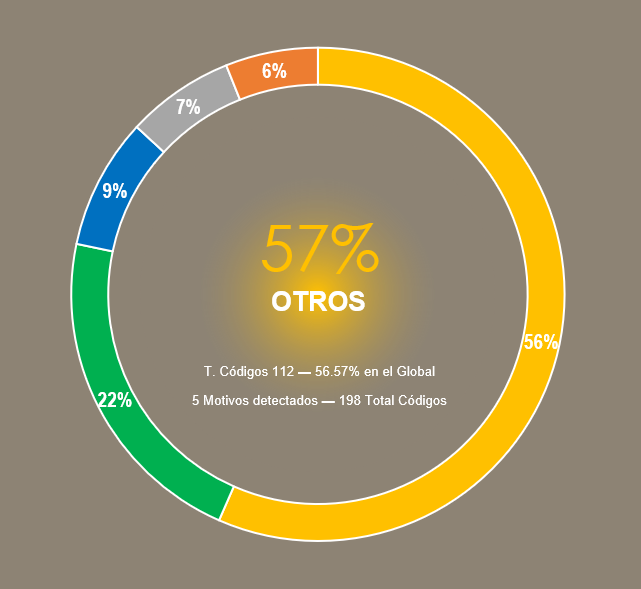 6%
7%
9%
57%
OTROS
56%
T. Códigos 112 — 56.57% en el Global
22%
5 Motivos detectados — 198 Total Códigos